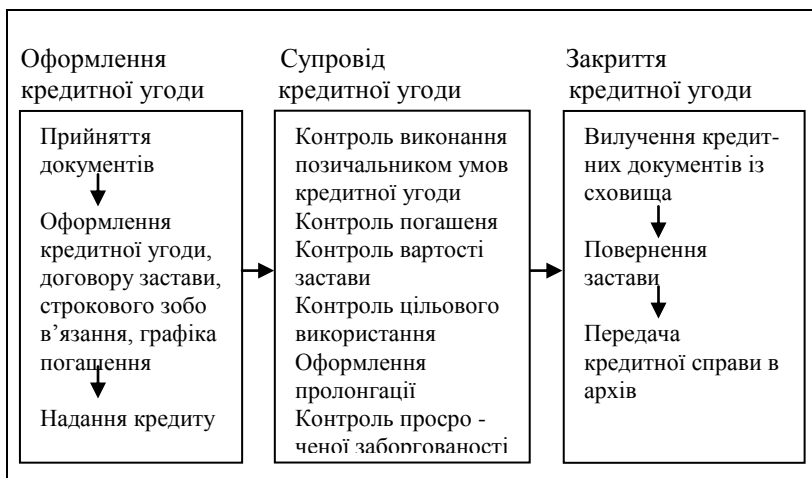 Оформлення
кредитної угоди
Прийняття
документів
Оформлення
кредитної угоди,
договору застави,
строкового зобо
в’язання, графіка
погашення
Надання кредиту
Супровід
кредитної угоди
Контроль виконання
позичальником умов
кредитної угоди
Контроль погашеня
Контроль вартості
застави
Контроль цільового
використання
Оформлення
пролонгації
Контроль просро -
ченої заборгованості
Закриття
кредитної угоди
Вилучення кредит-
них документів із
сховища
Повернення
застави
Передача
кредитної справи в
архів